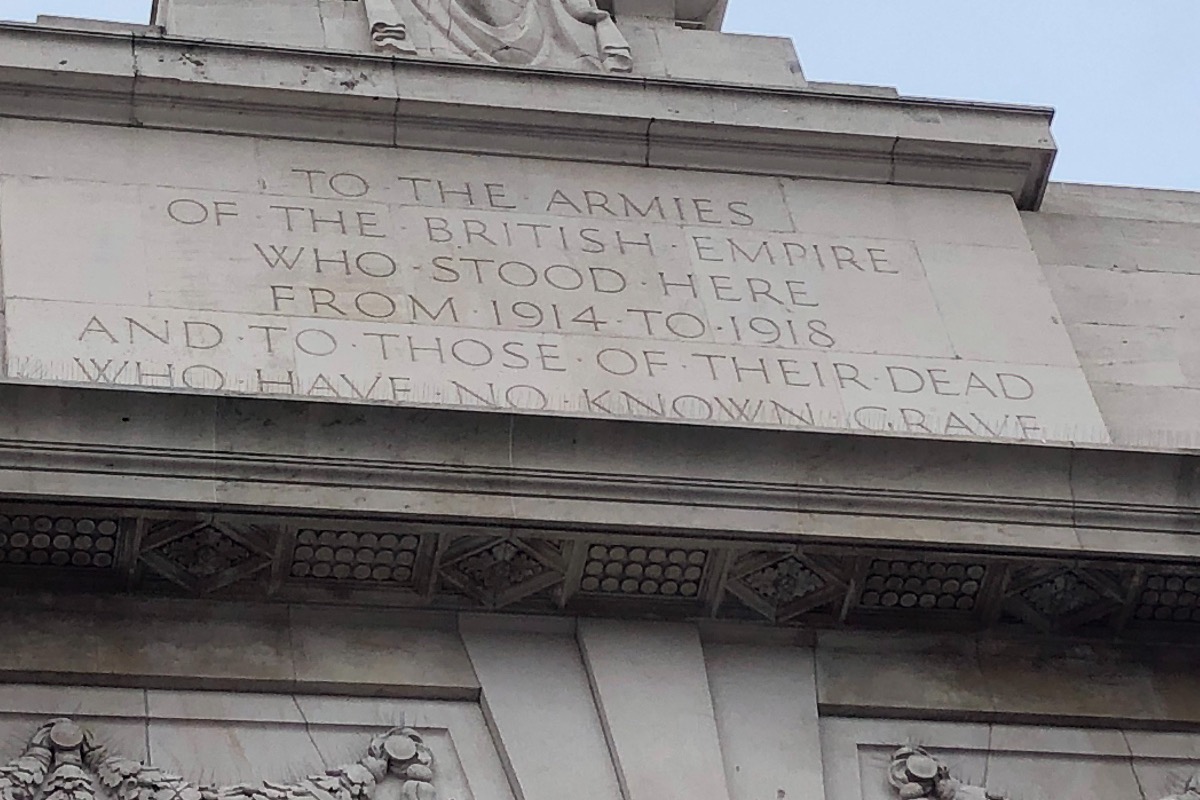 TO · THE · ARMIES
OF · THE · BRITISH · EMPIRE
WHO · STOOD · HERE
FROM · 1914 · TO · 1918
AND · TO · THOSE · OF · THEIR · DEAD
WHO · HAVE · NO · KNOWN · GRAVE